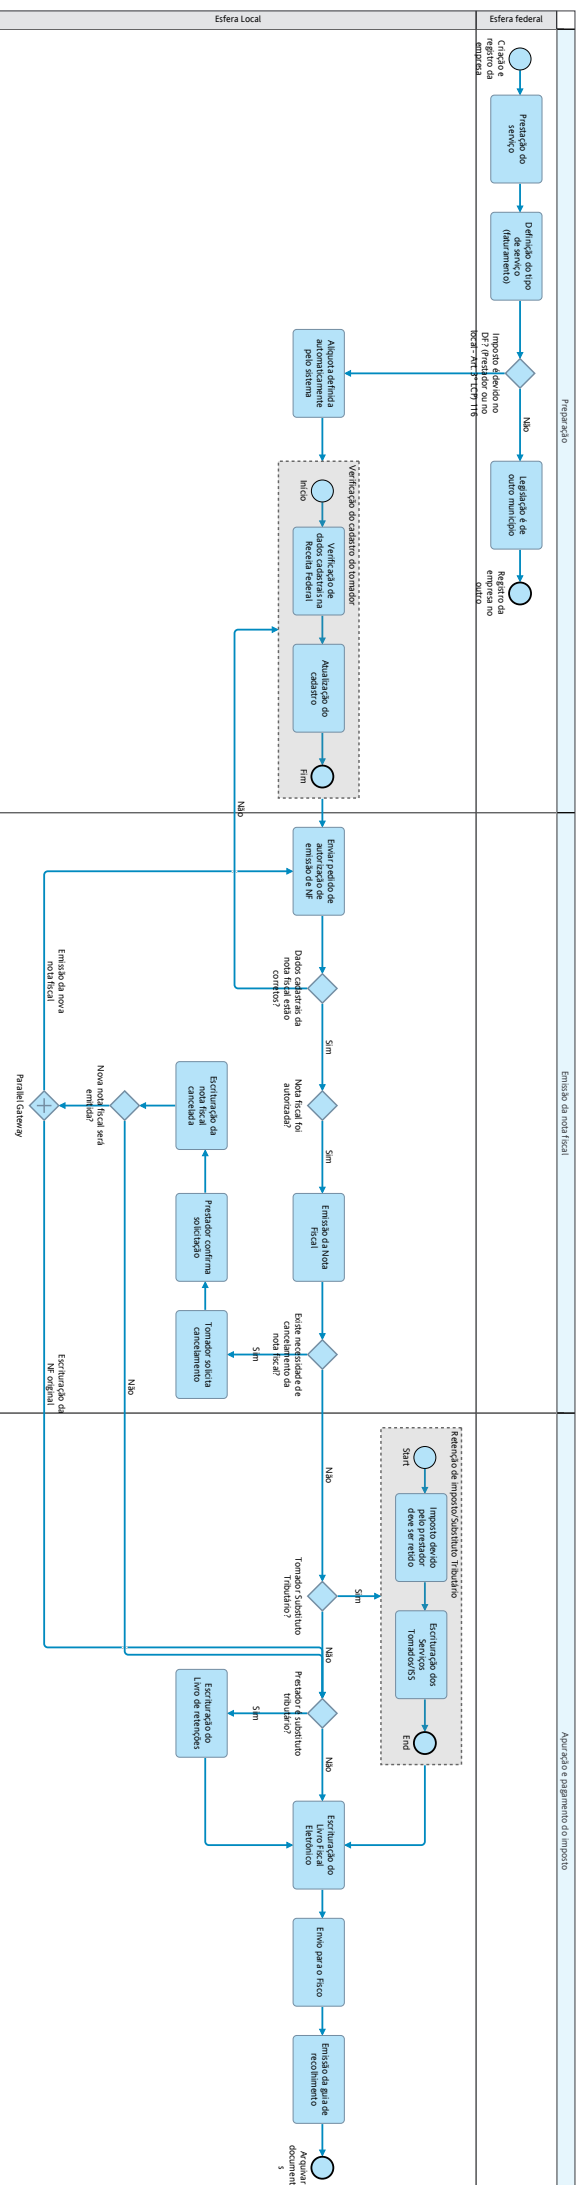 Preparação
Emissão da nota fiscal
Apuração e pagamento do imposto
Esfera federal
Criação e
registro da
empresa
Prestação do
serviço
Definição do tipo
de serviço
(faturamento)
Imposto é devido no
DF? (Prestador ou no
local - Art. 3º LCP) 116
Não
Legislação é de
outro município
Registro da
empresa no
outro
Esfera Local
Alíquota definida
automaticamente
pelo sistema
Verificação do cadastro do tomador
Início
Verificação de
dados cadastrais na
Receita Federal
Atualização do
cadastro
Fim
Enviar pedido de
autorização de
emissão de NF
Dados cadastrais da
nota fiscal estão
corretos?
Não
Sim
Nota fiscal foi
autorizada?
Sim
Emissão da Nota
Fiscal
Existe necessidade de
cancelamento da
nota fiscal?
Sim
Tomador solicita
cancelamento
Prestador confirma
solicitação
Escrituração da
nota fiscal
cancelada
Nova nota fiscal será
emitida?
Não
Parallel Gateway
Emissão da nova
nota fiscal
Escrituração da
NF original
Não
Tomador Substituto
Tributário?
Sim
Retenção de imposto/Substituto Tributário
Start
Imposto devido
pelo prestador
deve ser retido
Escrituração dos
Serviços
Tomados/ISS
End
Não
Prestador é substituto
tributário?
Sim
Escrituração do
Livro de retenções
Não
Escrituração do
Livro Fiscal
Eletrônico
Envio para o Fisco
Emissão da guia de
recolhimento
Arquivar
document
s